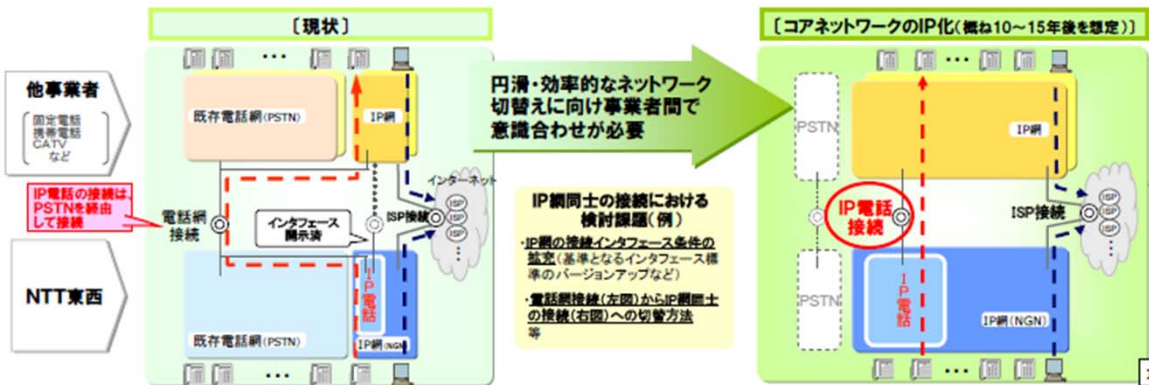 〔現状〕
〔コアネットワークのIP化(概ね10～15年後を想定)〕
他事業者
固定電話
携帯電話
CATV
など
既存電話網(PSTN)
IP網
円滑・効率的なネットワーク
切替えに向け事業者間で
意識合わせが必要
PSTN
IP網
IP電話の接続は、
PSTNを経由
して接続
電話網
接続
インタフェース
開示済
インターネット
ISP接続
ISP
ISP
ISP
IP網同士の接続における
検討課題(例)
・IP網の接続インタフェース条件の
拡充(基準となるインタフェース標
準のバージョンアップなど)
・電話網接続(左図)からIP網同士
の接続(右図)への切替方法
等
IP電話
接続
ISP接続
ISP
ISP
ISP
NTT東西
既存電話網(PSTN)
IP電話
IP網(NGN)
PSTN
IP電話
IP網(NGN)